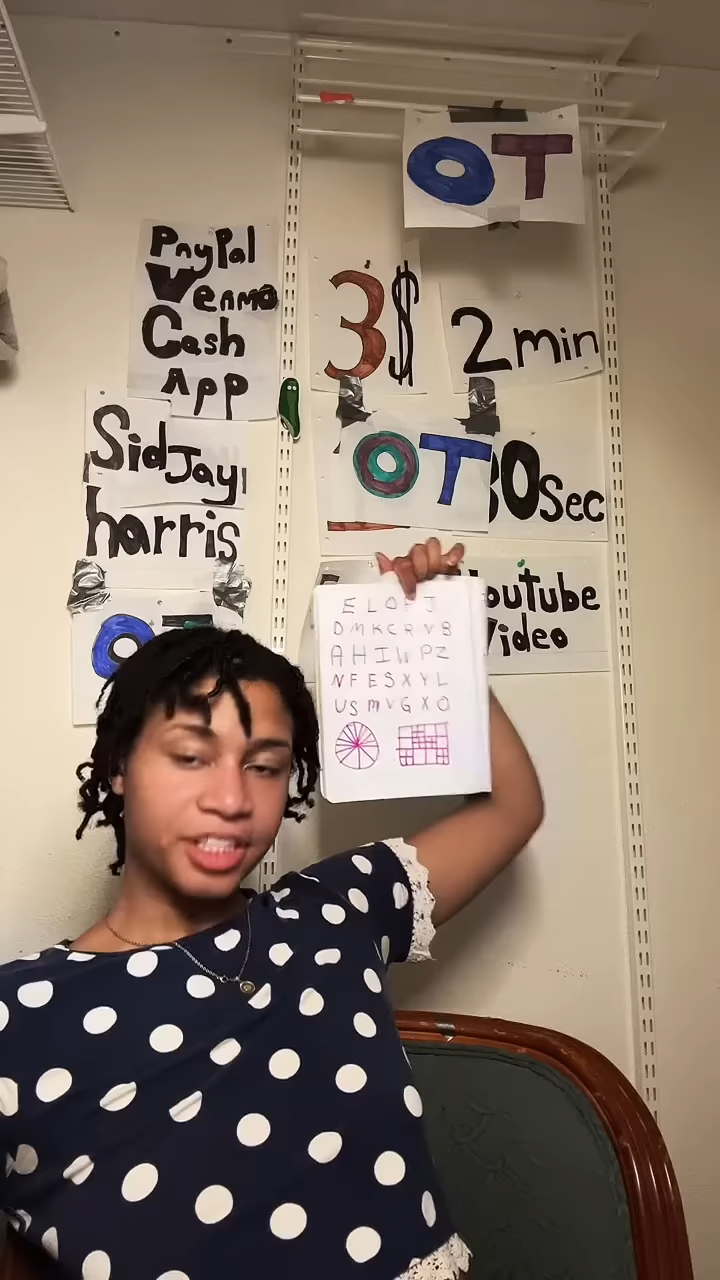 OT
PayPal
Venmo
Cash
App
3$
2min
SidJay
harris
OT
30Sec
Youtube
Video
E L O P J
D M K C R V B
A H I W P Z
N F E S X Y L
U S M V G X O